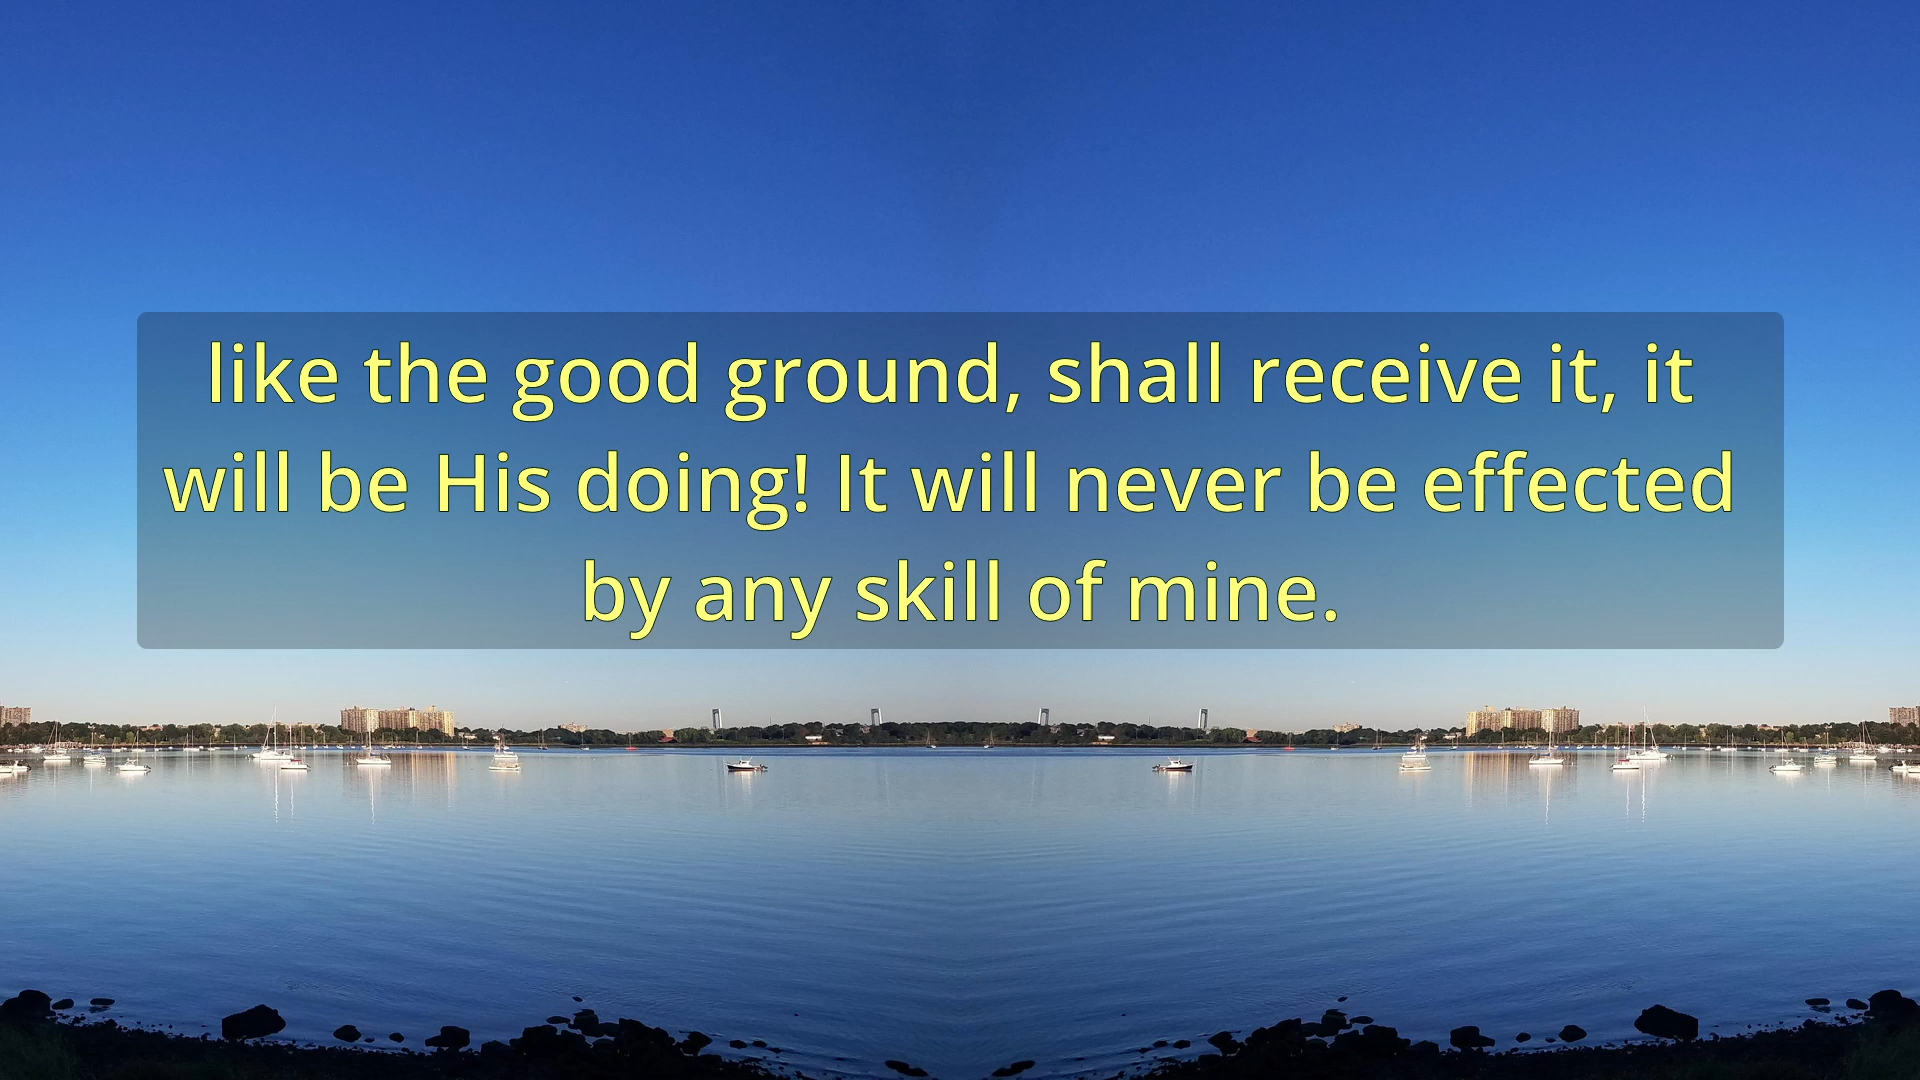 like the good ground, shall receive it, it
will be His doing! It will never be effected
by any skill of mine.